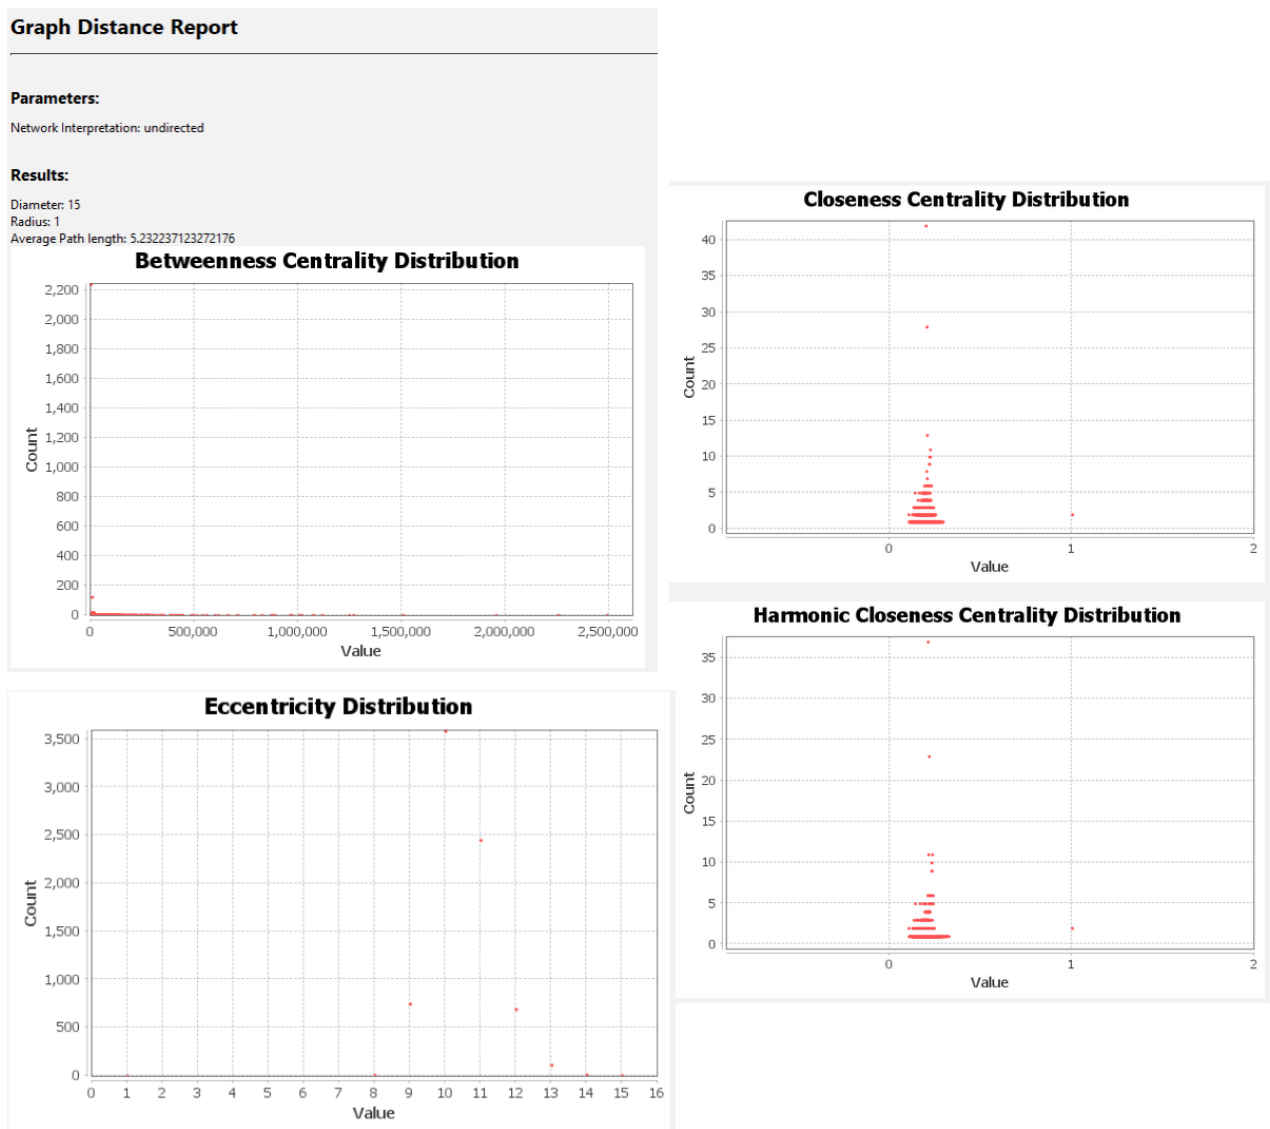 Graph Distance Report
Parameters:
Network Interpretation: undirected
Results:
Diameter: 15
Radius: 1
Average Path length: 5.232237123272176
Betweenness Centrality Distribution
2,200
2,000
1,800
1,600
1,400
1,200
1,000
800
600
400
200
0
Count
0 500,000 1,000,000 1,500,000 2,000,000 2,500,000
Value
Closeness Centrality Distribution
40
35
30
25
20
15
10
5
0
Count
0 1 2
Value
Harmonic Closeness Centrality Distribution
35
30
25
20
15
10
5
0
Count
0 1 2
Value
Eccentricity Distribution
3,500
3,000
2,500
2,000
1,500
1,000
500
0
Count
0 1 2 3 4 5 6 7 8 9 10 11 12 13 14 15 16
Value